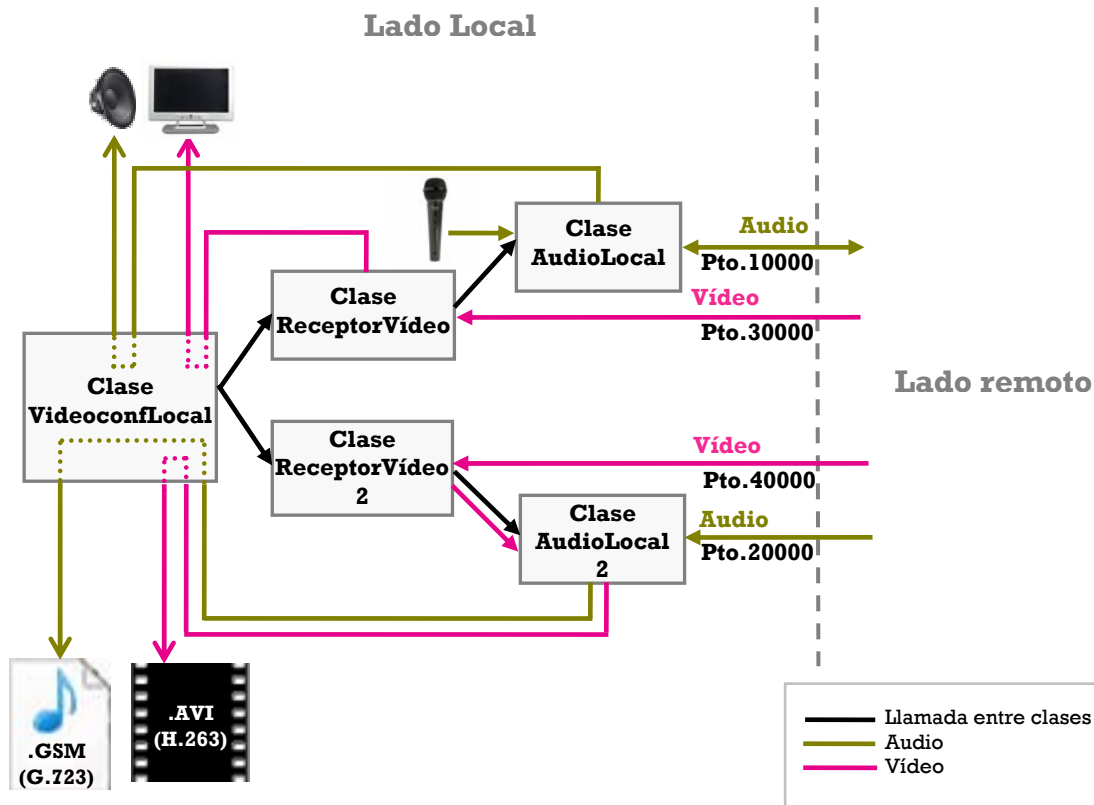 Lado Local
Clase
AudioLocal
Audio
Pto.10000
Clase
ReceptorVídeo
Vídeo
Pto.30000
Clase
VideoconfLocal
Lado remoto
Clase
ReceptorVídeo
2
Vídeo
Pto.40000
Clase
AudioLocal
2
Audio
Pto.20000
.GSM
(G.723)
.AVI
(H.263)
Llamada entre clases
Audio
Vídeo